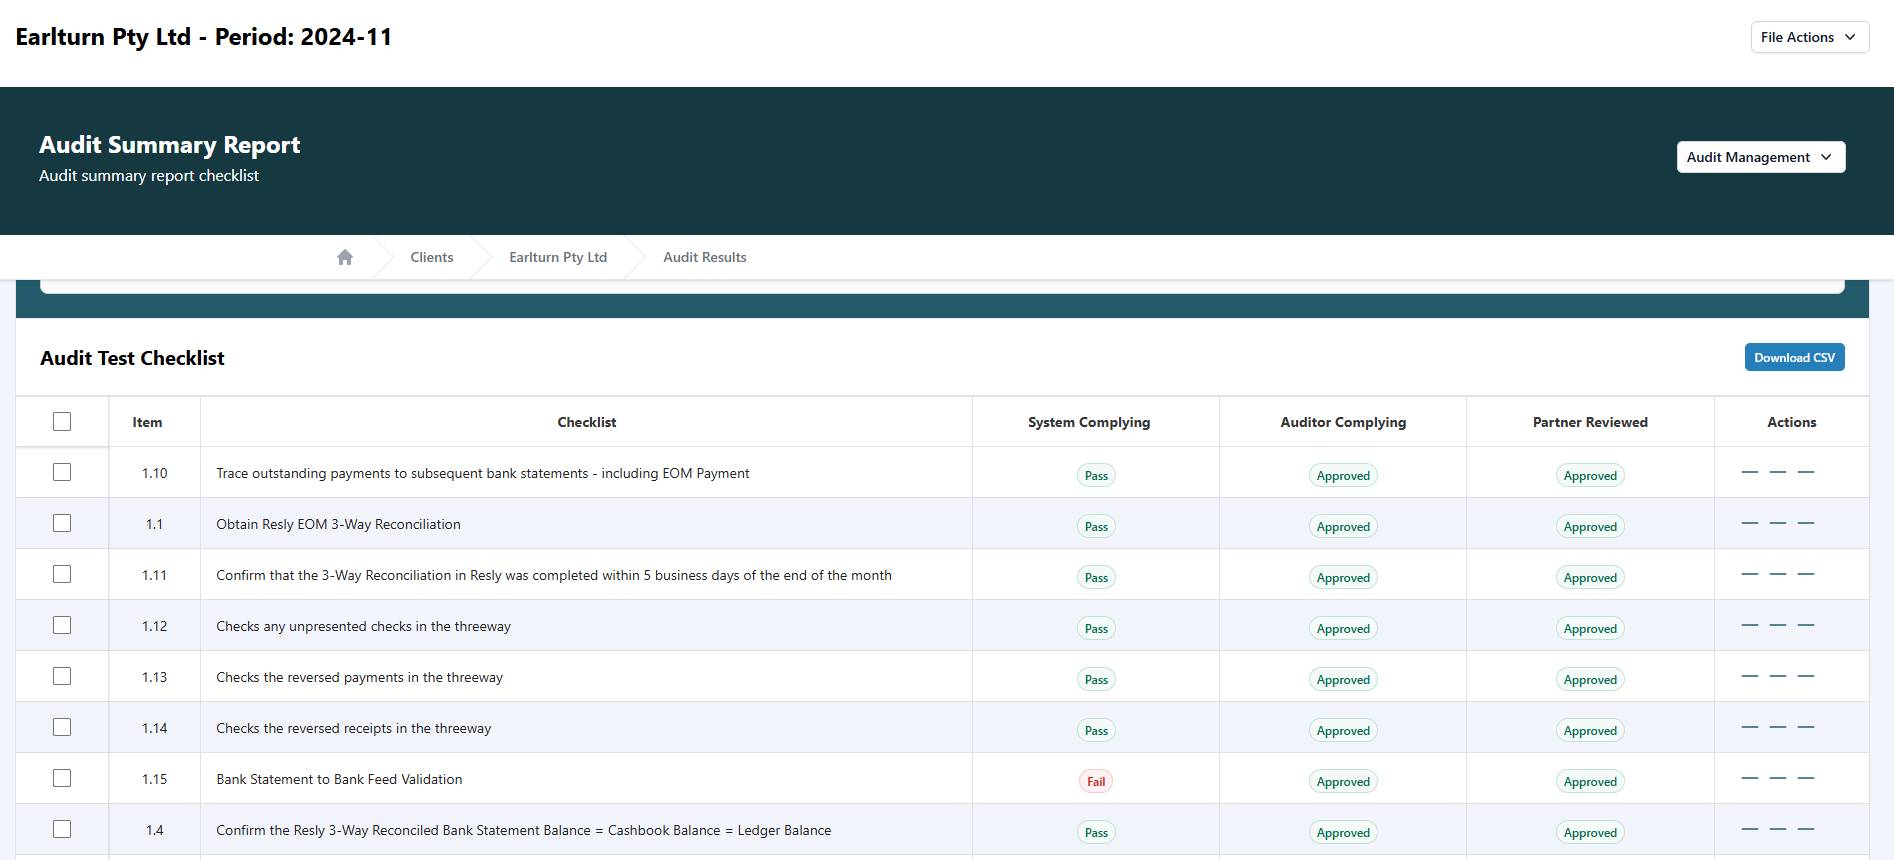 Earlturn Pty Ltd - Period: 2024-11
File Actions
Audit Summary Report
Audit summary report checklist
Audit Management
Clients Earlturn Pty Ltd Audit Results
Audit Test Checklist
Download CSV
Item Checklist System Complying Auditor Complying Partner Reviewed Actions
1.10 Trace outstanding payments to subsequent bank statements - including EOM Payment Pass Approved Approved
1.1 Obtain Resly EOM 3-Way Reconciliation Pass Approved Approved
1.11 Confirm that the 3-Way Reconciliation in Resly was completed within 5 business days of the end of the month Pass Approved Approved
1.12 Checks any unpresented checks in the threeway Pass Approved Approved
1.13 Checks the reversed payments in the threeway Pass Approved Approved
1.14 Checks the reversed receipts in the threeway Pass Approved Approved
1.15 Bank Statement to Bank Feed Validation Fail Approved Approved
1.4 Confirm the Resly 3-Way Reconciled Bank Statement Balance = Cashbook Balance = Ledger Balance Pass Approved Approved